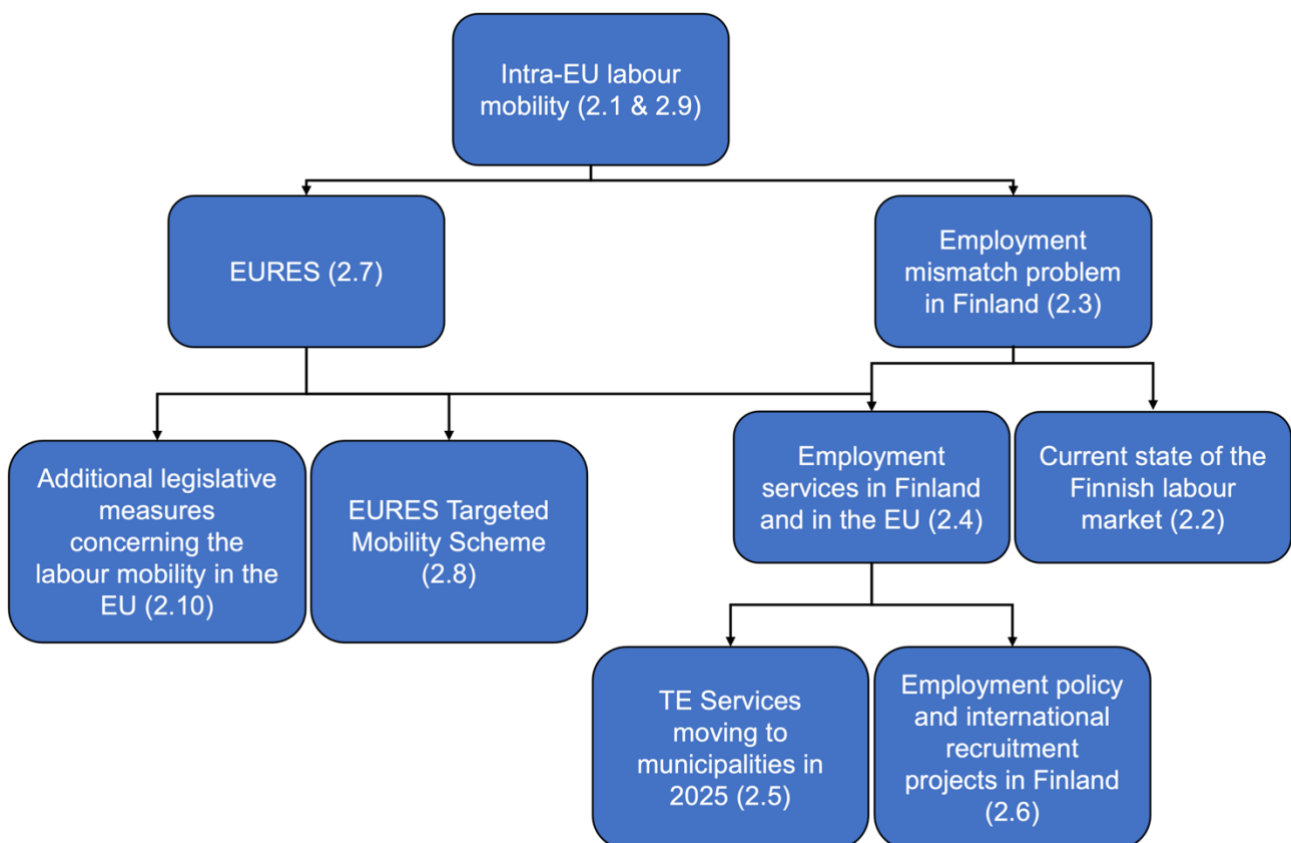 Intra-EU labour
mobility (2.1 & 2.9)
EURES (2.7)
Employment
mismatch problem
in Finland (2.3)
Additional legislative
measures
concerning the
labour mobility in the
EU (2.10)
EURES Targeted
Mobility Scheme
(2.8)
Employment
services in Finland
and in the EU (2.4)
Current state of the
Finnish labour
market (2.2)
TE Services
moving to
municipalities in
2025 (2.5)
Employment policy
and international
recruitment
projects in Finland
(2.6)